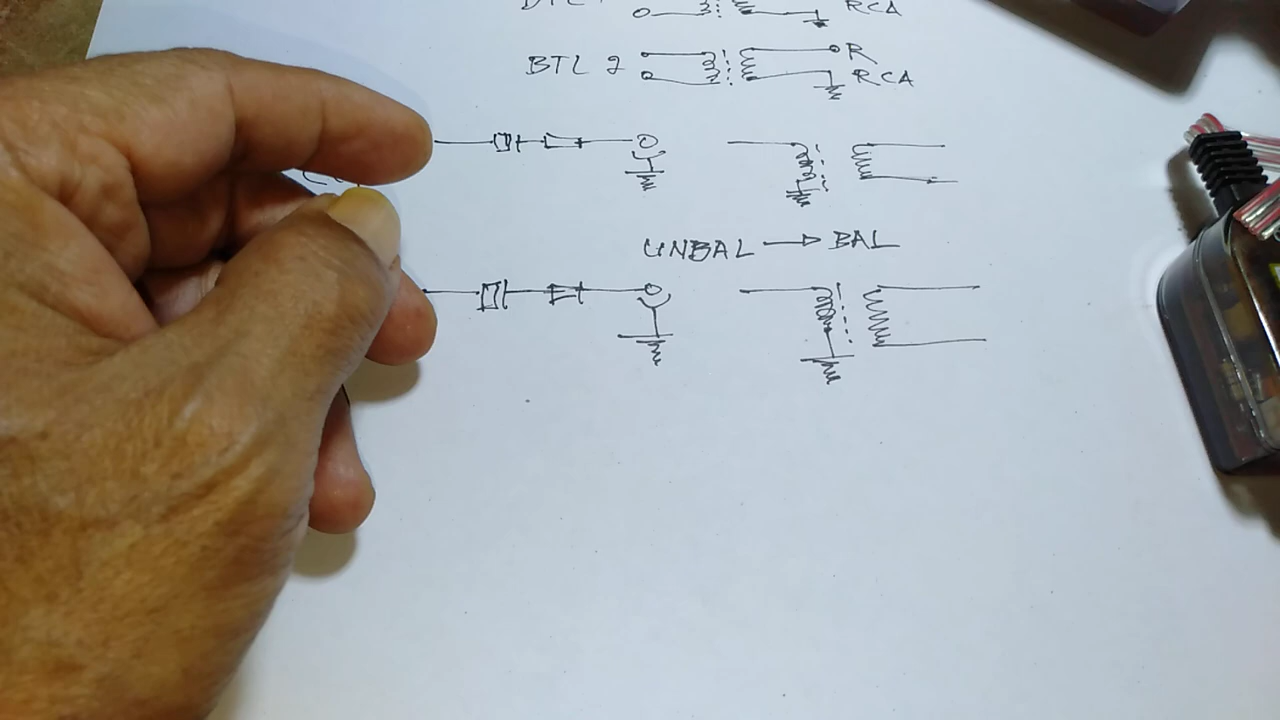 RCA
BTL 2 R
RCA
UNBAL → BAL